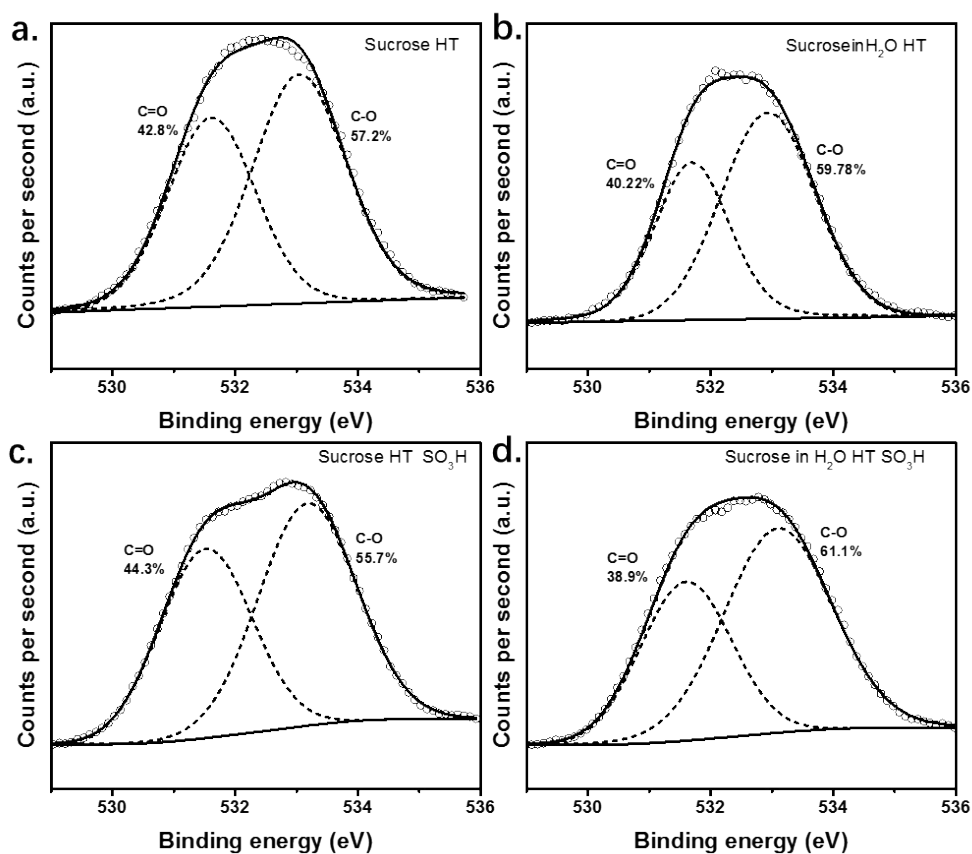 a.
Sucrose HT
C=O
42.8%
C-O
57.2%
Counts per second (a.u.)
530 532 534 536
Binding energy (eV)
b.
SucroseinH₂O HT
C=O
40.22%
C-O
59.78%
Counts per second (a.u.)
530 532 534 536
Binding energy (eV)
c.
Sucrose HT SO₃H
C=O
44.3%
C-O
55.7%
Counts per second (a.u.)
530 532 534 536
Binding energy (eV)
d.
Sucrose in H₂O HT SO₃H
C=O
38.9%
C-O
61.1%
Counts per second (a.u.)
530 532 534 536
Binding energy (eV)